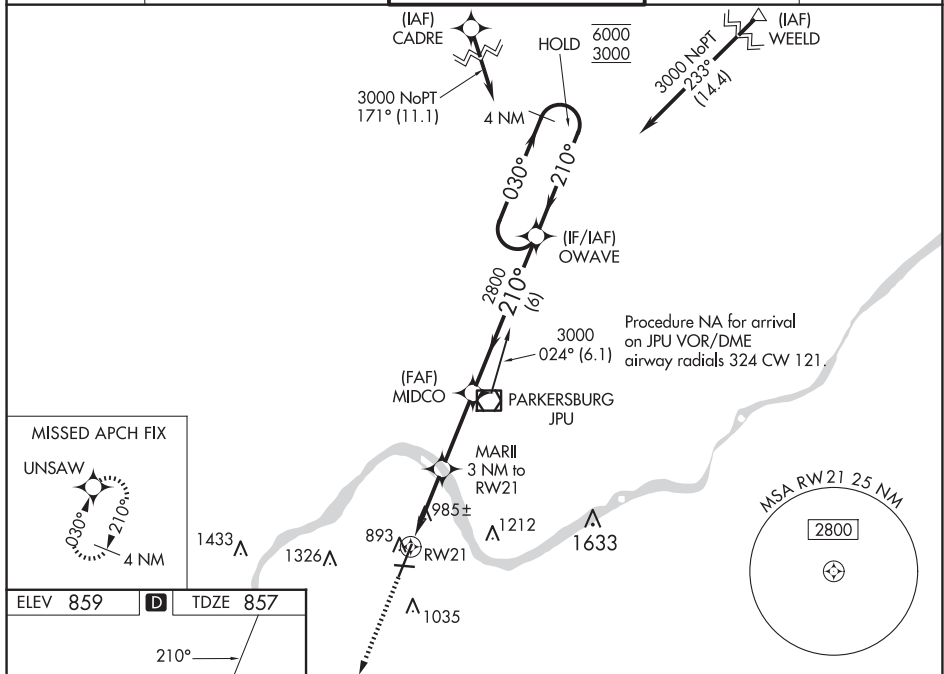 (IAF)
CADRE
HOLD
6000
3000
(IAF)
WEELD
3000 NoPT
171° (11.1)
3000 NoPT
233°
(14.4)
4 NM
030°
210°
(IF/IAF)
OWAVE
2800
210°
(6)
3000
024° (6.1)
Procedure NA for arrival
on JPU VOR/DME
airway radials 324 CW 121.
(FAF)
MIDCO
PARKERSBURG
JPU
MISSED APCH FIX
UNSAW
030°
210°
4 NM
MARII
3 NM to
RW21
MSA RW21 25 NM
2800
985±
1212
1633
1433
1326
893
RW21
1035
ELEV 859
D
TDZE 857
210°